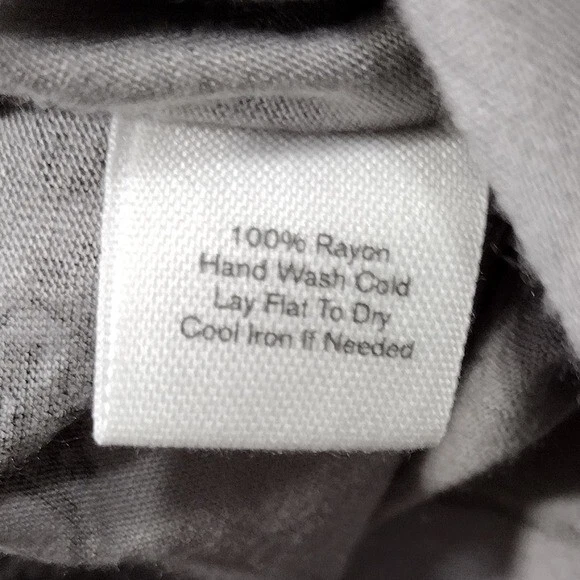 100% Rayon
Hand Wash Cold
Lay Flat To Dry
Cool Iron If Needed